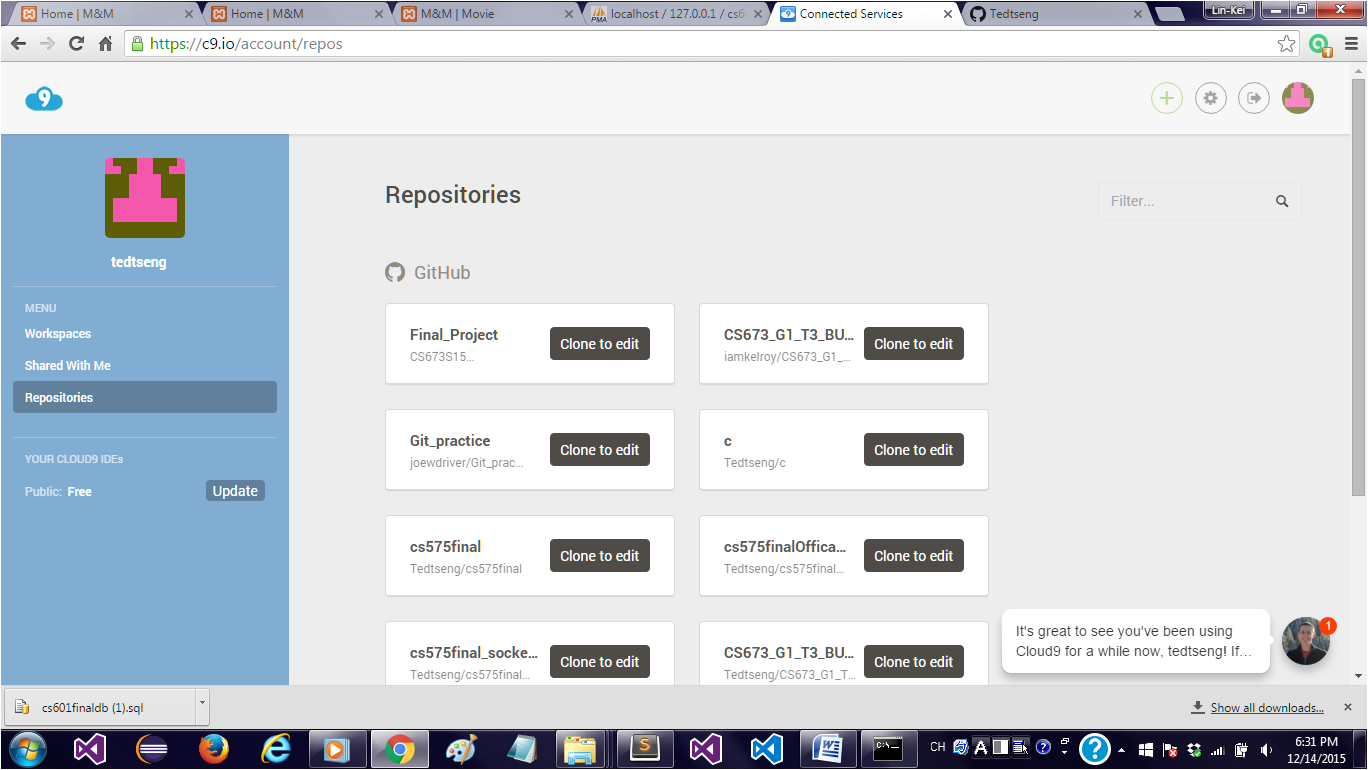 Home | M&M
Home | M&M
M&M | Movie
localhost / 127.0.0.1 / cs6
Connected Services
Tedtseng
Lin-Kei
https://c9.io/account/repos
1
9
tedtseng
MENU
Workspaces
Shared With Me
Repositories
YOUR CLOUD9 IDEs
Public: Free
Update
Repositories
Filter...
GitHub
Final_Project
CS673S15...
Clone to edit
CS673_G1_T3_BU...
iamkelroy/CS673_G1_...
Clone to edit
Git_practice
joewdriver/Git_prac...
Clone to edit
c
Tedtseng/c
Clone to edit
cs575final
Tedtseng/cs575final
Clone to edit
cs575finalOffica...
Tedtseng/cs575final...
Clone to edit
cs575final_socke...
Tedtseng/cs575final...
Clone to edit
CS673_G1_T3_BU...
Tedtseng/CS673_G1_T...
Clone to edit
It's great to see you've been using
Cloud9 for a while now, tedtseng! If...
1
cs601finaldb (1).sql
Show all downloads...
CH
A
6:31 PM
12/14/2015